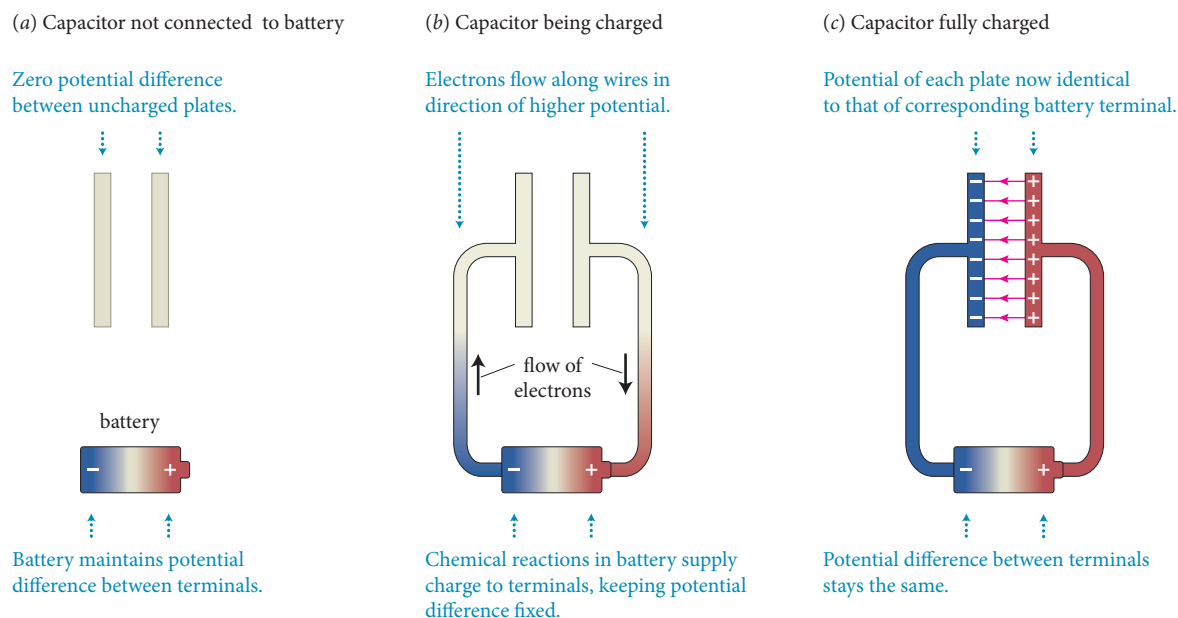 (a) Capacitor not connected to battery
Zero potential difference
between uncharged plates.
battery
− +
Battery maintains potential
difference between terminals.
(b) Capacitor being charged
Electrons flow along wires in
direction of higher potential.
flow of
electrons
− +
Chemical reactions in battery supply
charge to terminals, keeping potential
difference fixed.
(c) Capacitor fully charged
Potential of each plate now identical
to that of corresponding battery terminal.
− +
− +
− +
− +
− +
− +
− +
− +
− +
Potential difference between terminals
stays the same.